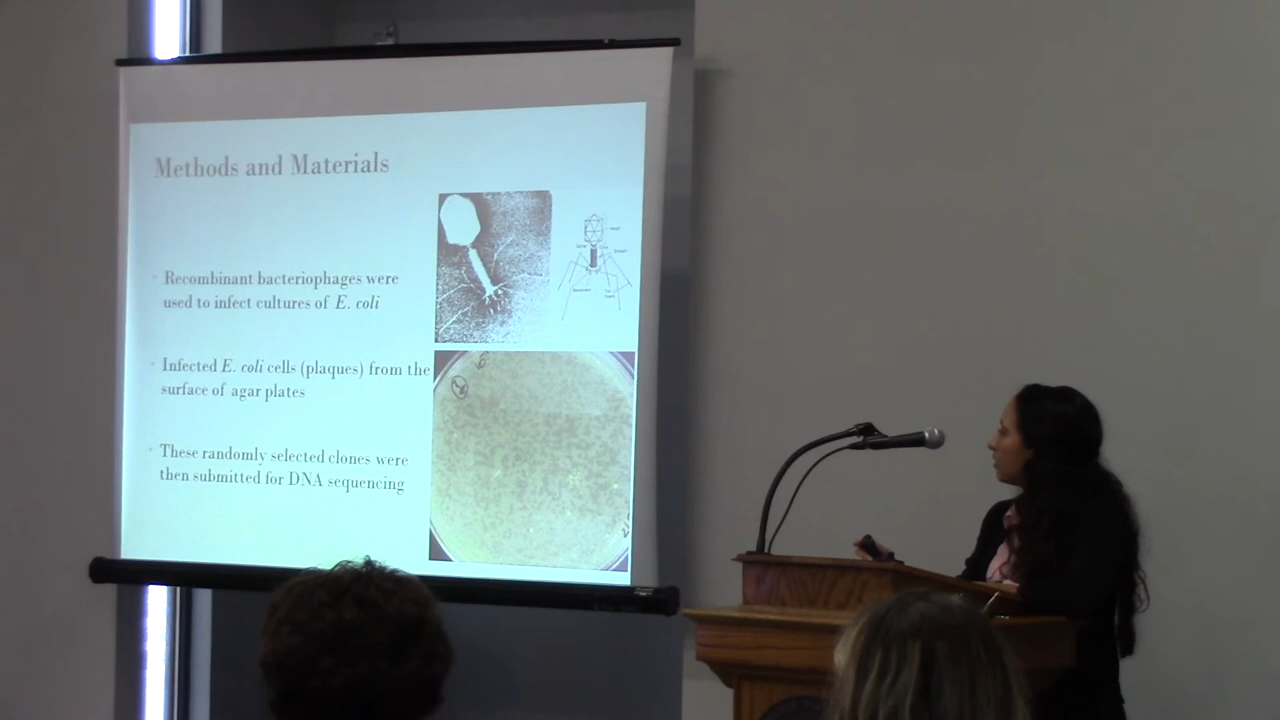 Methods and Materials
Recombinant bacteriophages were
used to infect cultures of E. coli
Infected E. coli cells (plaques) from the
surface of agar plates
These randomly selected clones were
then submitted for DNA sequencing